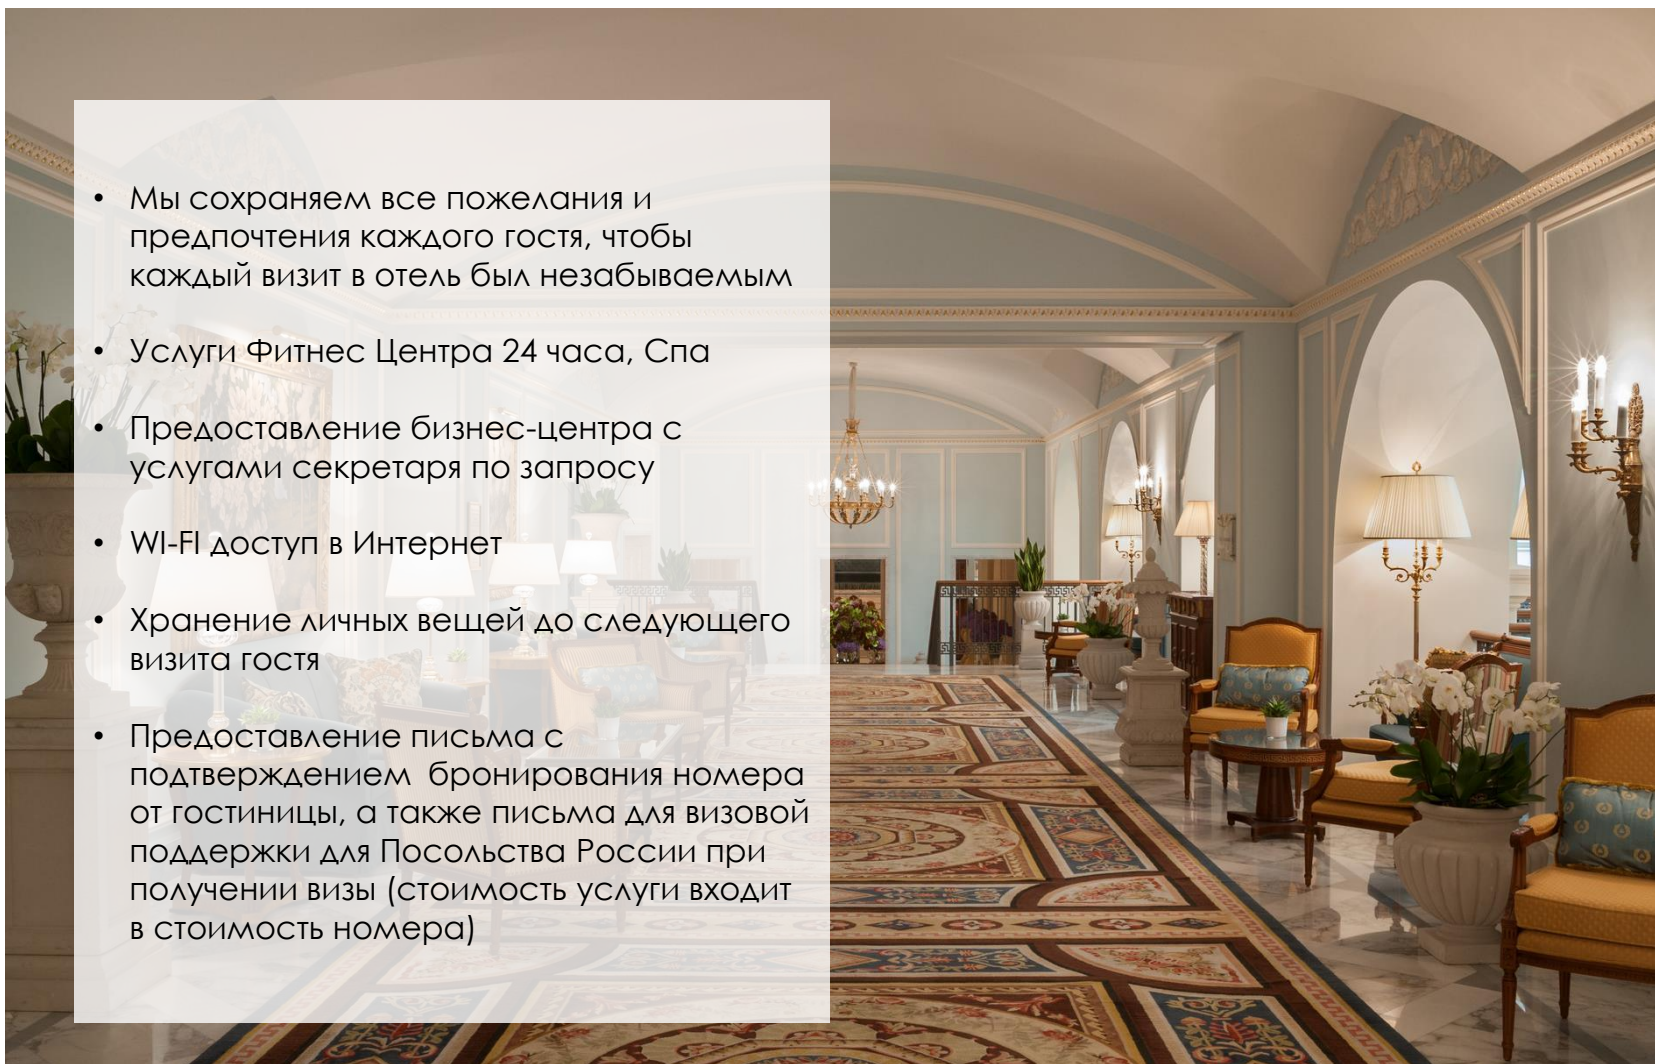 • Мы сохраняем все пожелания и
предпочтения каждого гостя, чтобы
каждый визит в отель был незабываемым
• Услуги Фитнес Центра 24 часа, Спа
• Предоставление бизнес-центра с
услугами секретаря по запросу
• WI-FI доступ в Интернет
• Хранение личных вещей до следующего
визита гостя
• Предоставление письма с
подтверждением  бронирования номера
от гостиницы, а также письма для визовой
поддержки для Посольства России при
получении визы (стоимость услуги входит
в стоимость номера)